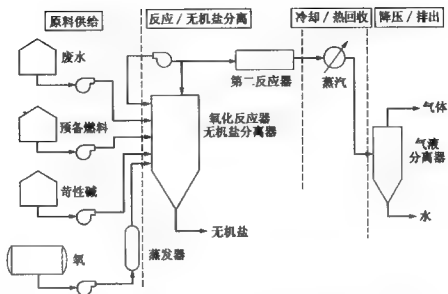 原料供给
反应/无机盐分离
冷却/热回收
降压/排出
废水
预备燃料
苛性碱
氧
蒸发器
第二反应器
氧化反应器
无机盐分离器
无机盐
蒸汽
气体
气液
分离器
水